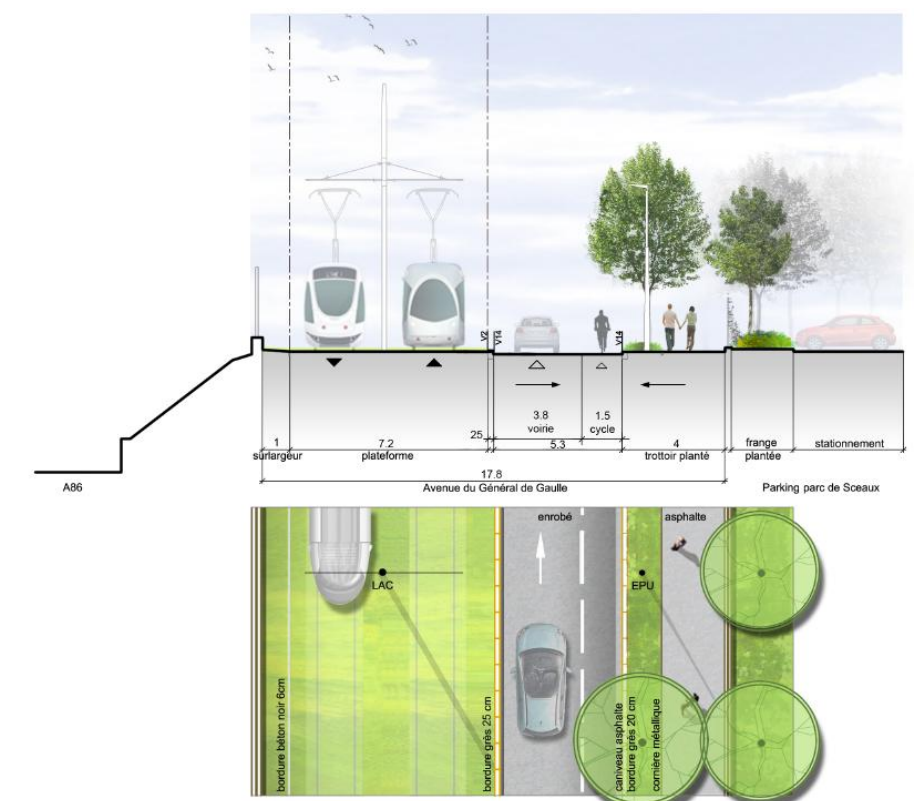 V2
V14
V14
3.8
voirie
1.5
cycle
25
1
surlargeur
7.2
plateforme
5.3
4
trottoir planté
frange
plantée
stationnement
17.8
A86
Avenue du Général de Gaulle
Parking parc de Sceaux
enrobé
asphalte
LAC
EPU
bordure béton noir 6cm
bordure grès 25 cm
caniveau asphalte
bordure grès 20 cm
cornière métallique